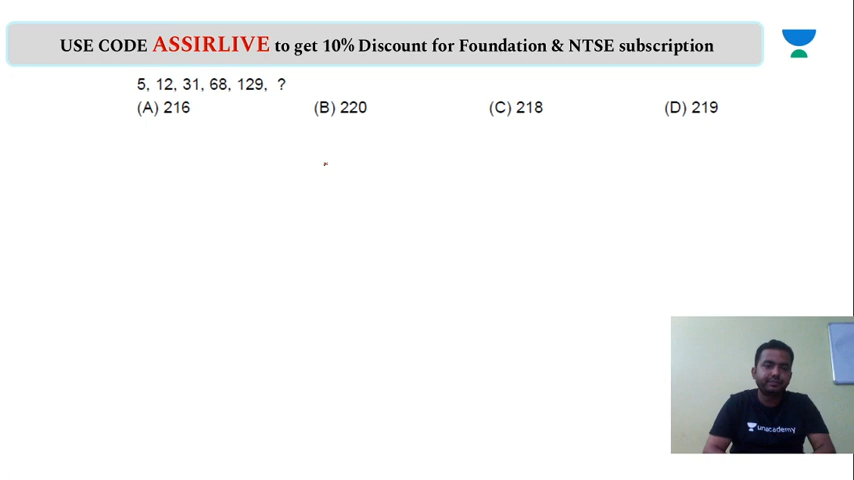 USE CODE ASSIRLIVE to get 10% Discount for Foundation & NTSE subscription
5, 12, 31, 68, 129, ?
(A) 216 (B) 220 (C) 218 (D) 219
unacademy